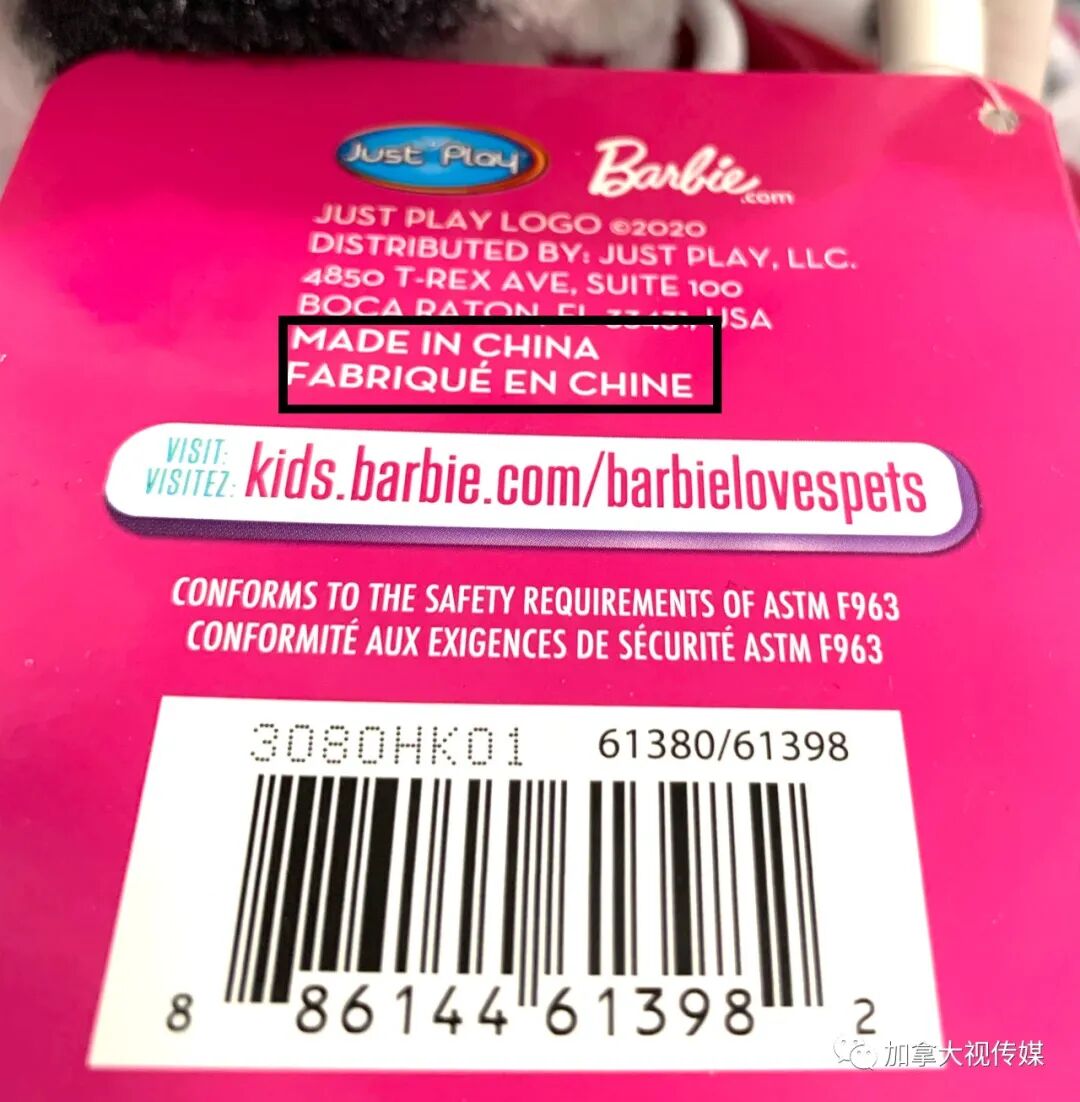 Just Play
Barbie.com
JUST PLAY LOGO ©2020
DISTRIBUTED BY: JUST PLAY, LLC.
4850 T-REX AVE, SUITE 100
BOCA RATON, FL 33431, USA
MADE IN CHINA
FABRIQUÉ EN CHINE
VISIT:
VISITEZ:
kids.barbie.com/barbielovespets
CONFORMS TO THE SAFETY REQUIREMENTS OF ASTM F963
CONFORMITÉ AUX EXIGENCES DE SÉCURITÉ ASTM F963
3080HK01 61380/61398
8 86144 61398 2
加拿大视传媒